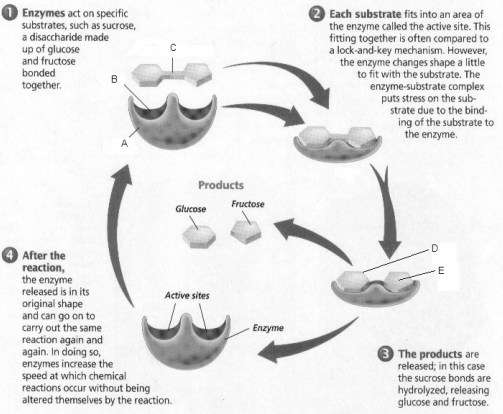 1 Enzymes act on specific
substrates, such as sucrose,
a disaccharide made
up of glucose
and fructose
bonded
together.
C
B
A
2 Each substrate fits into an area of
the enzyme called the active site. This
fitting together is often compared to
a lock-and-key mechanism. However,
the enzyme changes shape a little
to fit with the substrate. The
enzyme-substrate complex
puts stress on the sub-
strate due to the bind-
ing of the substrate to
the enzyme.
Products
Glucose
Fructose
D
E
4 After the
reaction,
the enzyme
released is in its
original shape
and can go on to
carry out the same
reaction again and
again. In doing so,
enzymes increase the
speed at which chemical
reactions occur without being
altered themselves by the reaction.
Active sites
Enzyme
3 The products are
released; in this case
the sucrose bonds are
hydrolyzed, releasing
glucose and fructose.